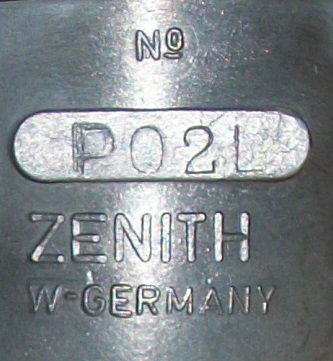 Nº
P02L
ZENITH
W-GERMANY